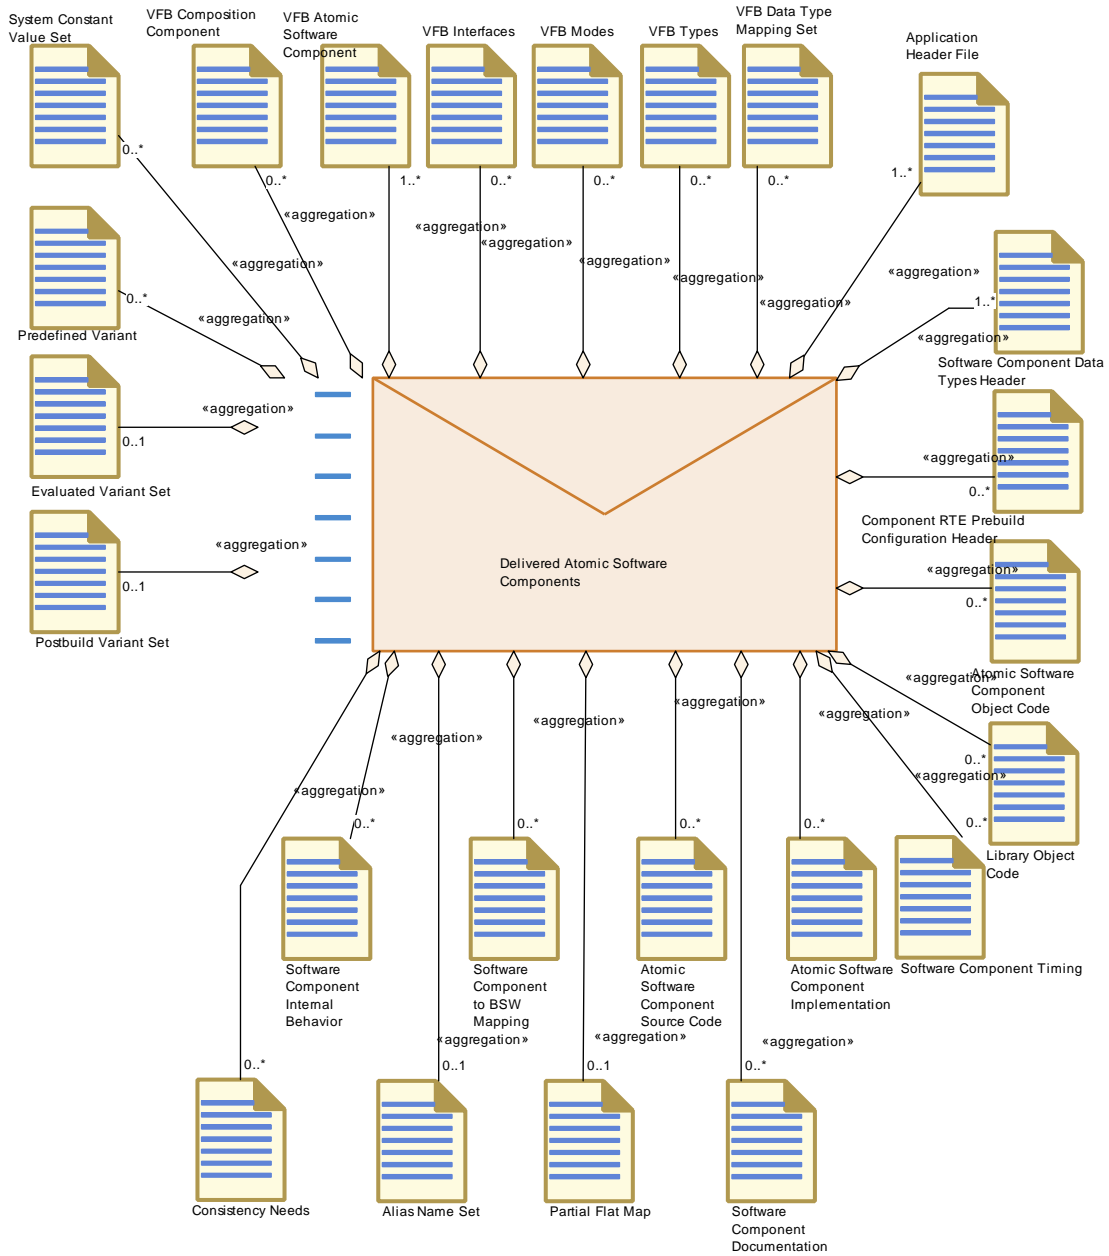 System Constant
Value Set
VFB Composition
Component
VFB Atomic
Software
Component
VFB Interfaces
VFB Modes
VFB Types
VFB Data Type
Mapping Set
Application
Header File
0..*
0..*
1..*
0..*
0..*
0..*
0..*
1..*
«aggregation»
«aggregation»
«aggregation»
«aggregation»
«aggregation»
«aggregation»
«aggregation»
«aggregation»
«aggregation»
0..*
1..*
«aggregation»
«aggregation»
Predefined Variant
Software Component Data
Types Header
«aggregation»
0..1
«aggregation»
0..*
Evaluated Variant Set
Component RTE Prebuild
Configuration Header
«aggregation»
0..1
Delivered Atomic Software
Components
«aggregation»
0..*
Postbuild Variant Set
Atomic Software
Component
Object Code
«aggregation»
«aggregation»
«aggregation»
«aggregation»
«aggregation»
«aggregation»
0..*
«aggregation»
«aggregation»
0..*
0..*
0..*
0..*
0..*
Library Object
Code
Software
Component
Internal
Behavior
Software
Component
to BSW
Mapping
Atomic
Software
Component
Source Code
Atomic Software
Component
Implementation
Software Component Timing
«aggregation»
«aggregation»
«aggregation»
0..*
0..1
0..1
0..*
Consistency Needs
Alias Name Set
Partial Flat Map
Software
Component
Documentation